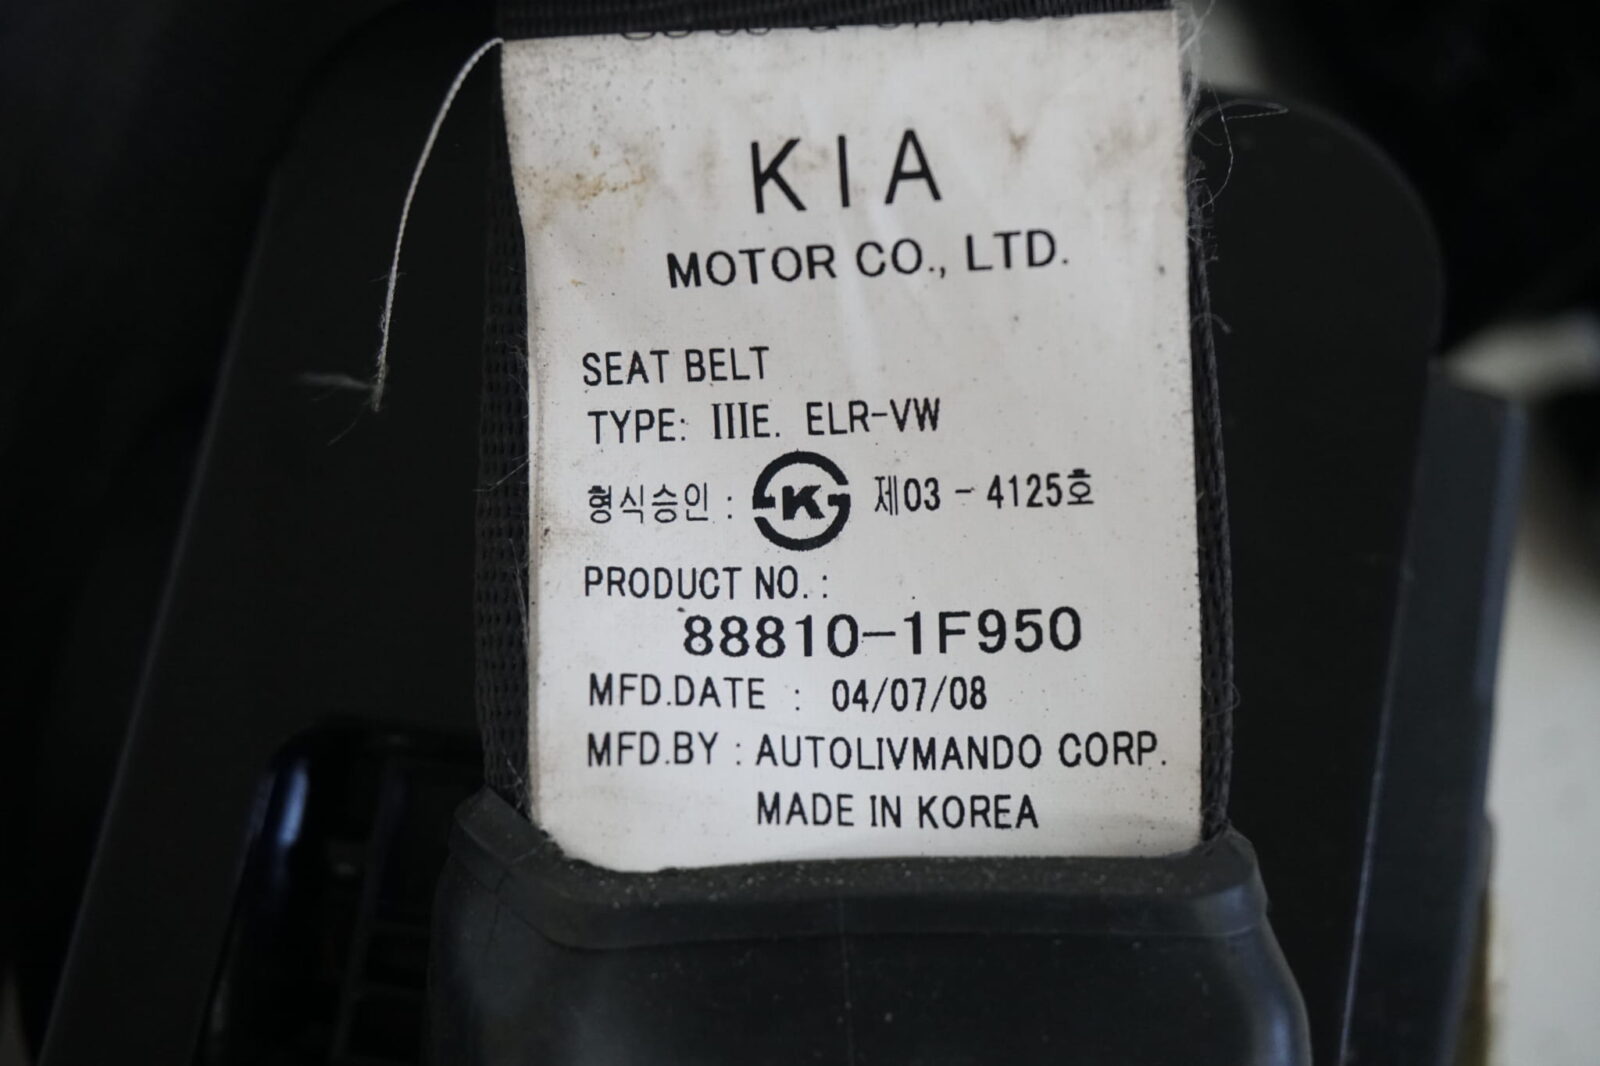 KIA
MOTOR CO., LTD.
SEAT BELT
TYPE: IIIE. ELR-VW
형식승인 : K 제03 - 4125호
PRODUCT NO. :
88810-1F950
MFD.DATE : 04/07/08
MFD.BY : AUTOLIVMANDO CORP.
MADE IN KOREA